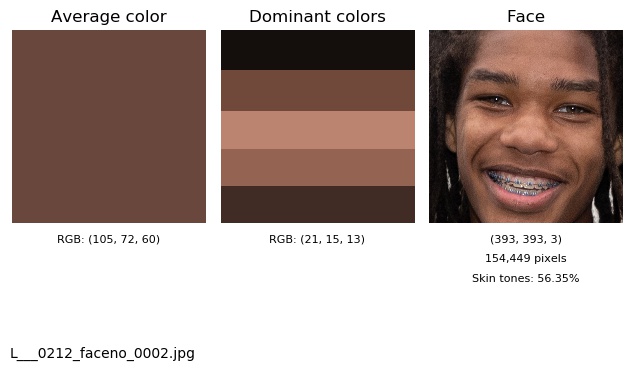 Average color
Dominant colors
Face
RGB: (105, 72, 60)
RGB: (21, 15, 13)
(393, 393, 3)
154,449 pixels
Skin tones: 56.35%
L___0212_faceno_0002.jpg